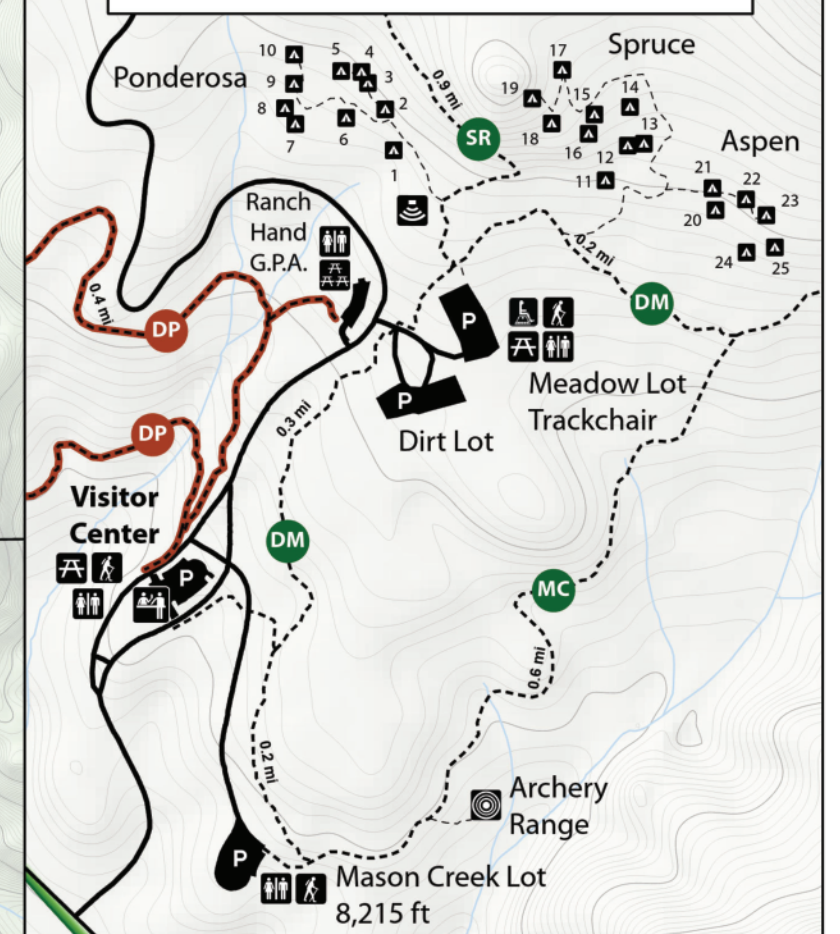 Spruce
Ponderosa
10
5
4
17
9
3
19
15
14
8
2
0.9 mi
SR
7
6
18
16
13
12
Aspen
1
11
21
22
23
20
24
25
Ranch
Hand
G.P.A.
0.2 mi
DM
0.4 mi
DP
P
Meadow Lot
Trackchair
P
Dirt Lot
0.3 mi
DP
Visitor
Center
DM
P
MC
0.6 mi
0.2 mi
Archery
Range
P
Mason Creek Lot
8,215 ft